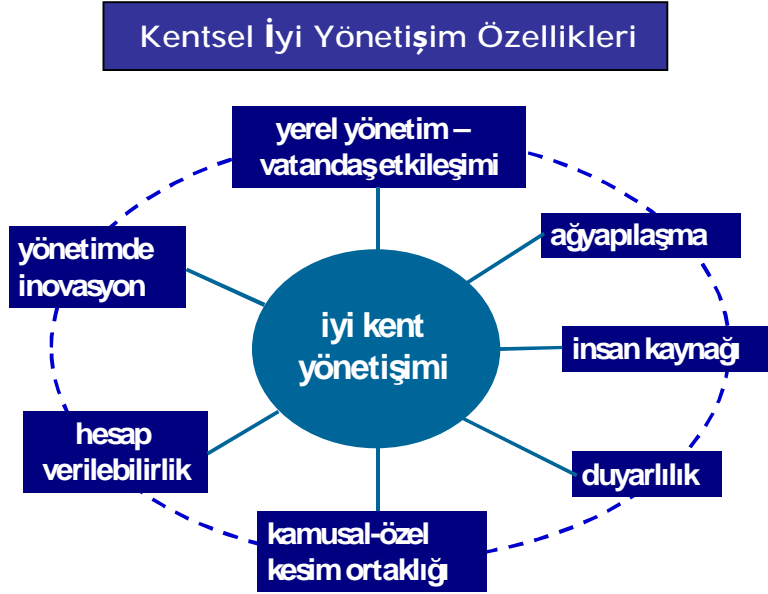 Kentsel İyi Yönetişim Özellikleri
yerel yönetim –
vatandaş etkileşimi
ağyapılaşma
yönetimde
inovasyon
iyi kent
yönetişimi
insan kaynağı
hesap
verilebilirlik
duyarlılık
kamusal-özel
kesim ortaklığı